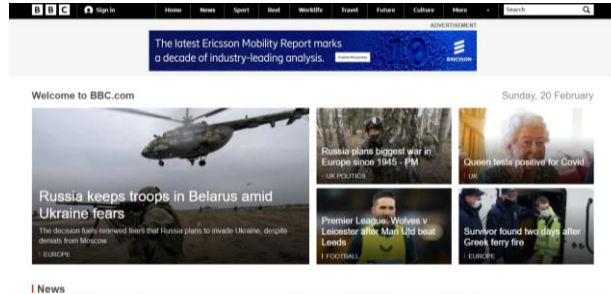 BBC
Sign in
Home News Sport Reel Worklife Travel Future Culture More
Search
ADVERTISEMENT
The latest Ericsson Mobility Report marks
a decade of industry-leading analysis.
ERICSSON
Welcome to BBC.com
Sunday, 20 February
Russia keeps troops in Belarus amid
Ukraine fears
The decision fuels renewed fears that Russia plans to invade Ukraine, despite
denials from Moscow.
EUROPE
Russia plans biggest war in
Europe since 1945 - PM
UK POLITICS
Queen tests positive for Covid
UK
Premier League: Wolves v
Leicester after Man Utd beat
Leeds
FOOTBALL
Survivor found two days after
Greek ferry fire
EUROPE
News